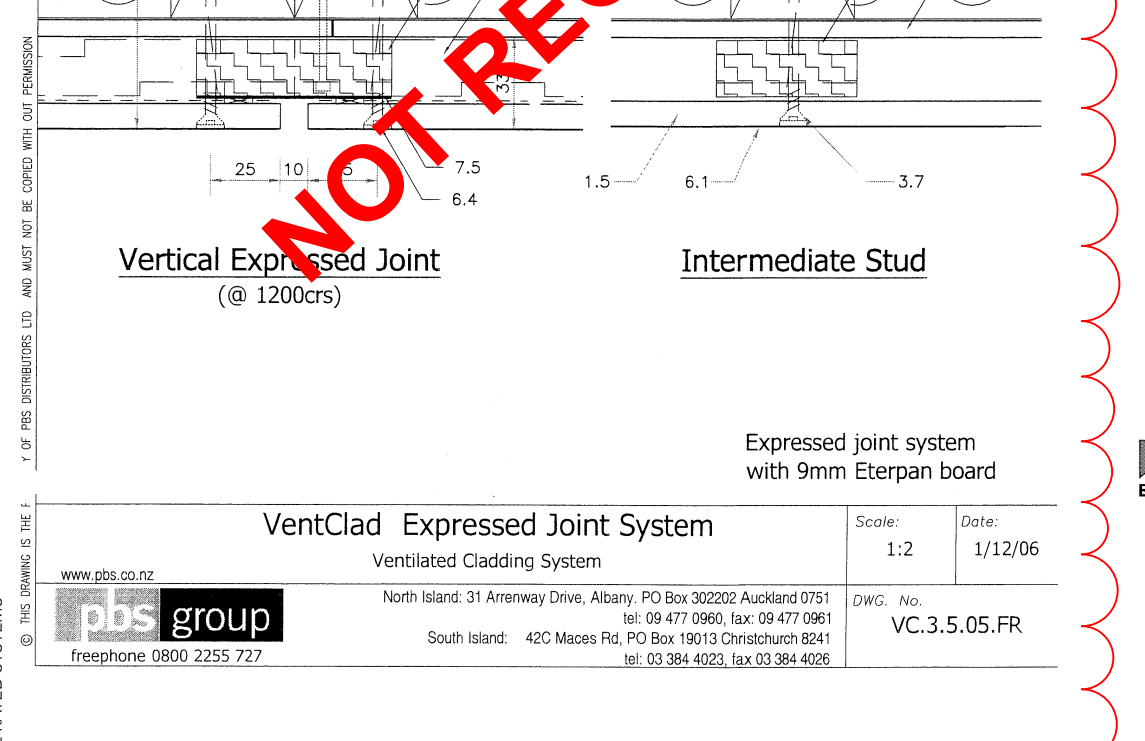 33
25
10
7.5
6.4
1.5
6.1
3.7
NOT
Vertical Expressed Joint
(@ 1200crs)
Intermediate Stud
Expressed joint system
with 9mm Eterpan board
VentClad Expressed Joint System
Ventilated Cladding System
www.pbs.co.nz
pbs group
freephone 0800 2255 727
North Island: 31 Arrenway Drive, Albany. PO Box 302202 Auckland 0751
tel: 09 477 0960, fax: 09 477 0961
South Island: 42C Maces Rd, PO Box 19013 Christchurch 8241
tel: 03 384 4023, fax 03 384 4026
Scale:
1:2
Date:
1/12/06
DWG. No.
VC.3.5.05.FR
© THIS DRAWING IS THE
Y OF PBS DISTRIBUTORS LTD AND MUST NOT BE COPIED WITH OUT PERMISSION